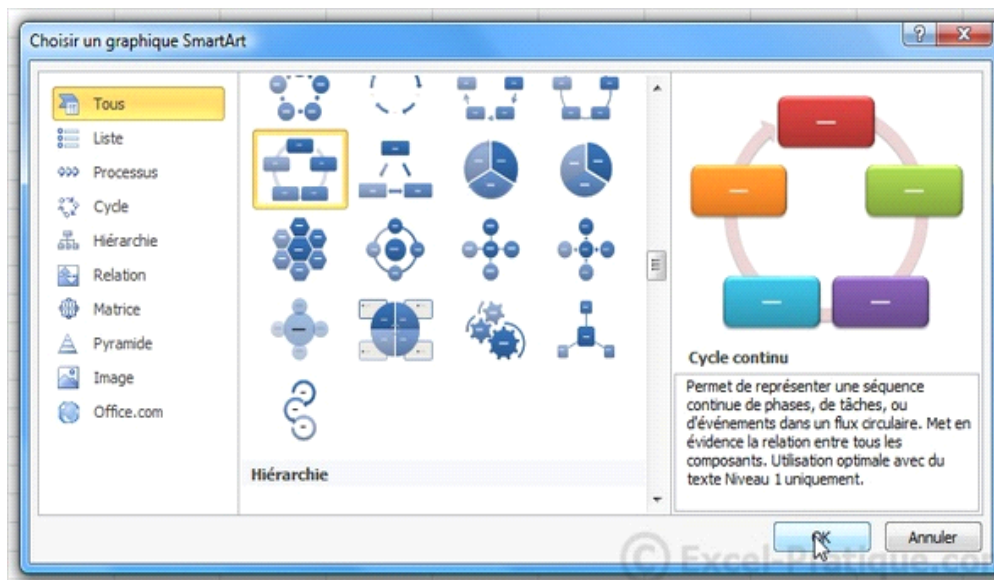 Choisir un graphique SmartArt
Tous
Liste
Processus
Cycle
Hiérarchie
Relation
Matrice
Pyramide
Image
Office.com
Hiérarchie
Cycle continu
Permet de représenter une séquence
continue de phases, de tâches, ou
d'événements dans un flux circulaire. Met en
évidence la relation entre tous les
composants. Utilisation optimale avec du
texte Niveau 1 uniquement.
OK
Annuler
© Excel-Pratique.com